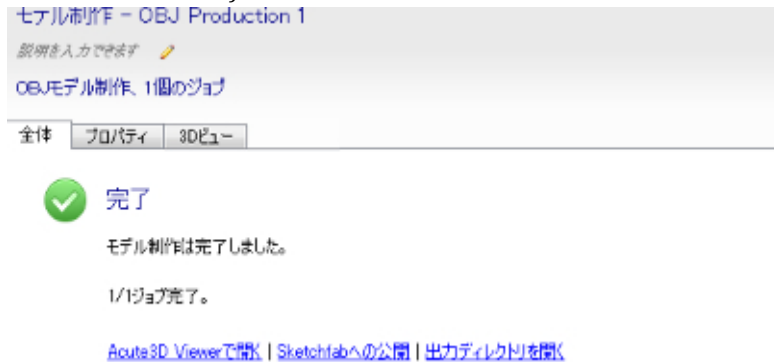 モデル制作 - OBJ Production 1
説明を入力できます
OBJモデル制作、1個のジョブ
全体 プロパティ 3Dビュー
完了
モデル制作は完了しました。
1/1ジョブ完了。
Acute3D Viewerで開く | Sketchfabへの公開 | 出力ディレクトリを開く